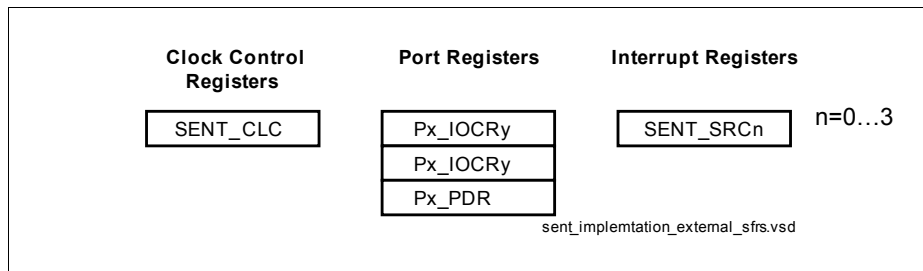 Clock Control
Registers
Port Registers
Interrupt Registers
SENT_CLC
Px_IOCRy
SENT_SRCn
n=0…3
Px_IOCRy
Px_PDR
sent_implemtation_external_sfrs.vsd